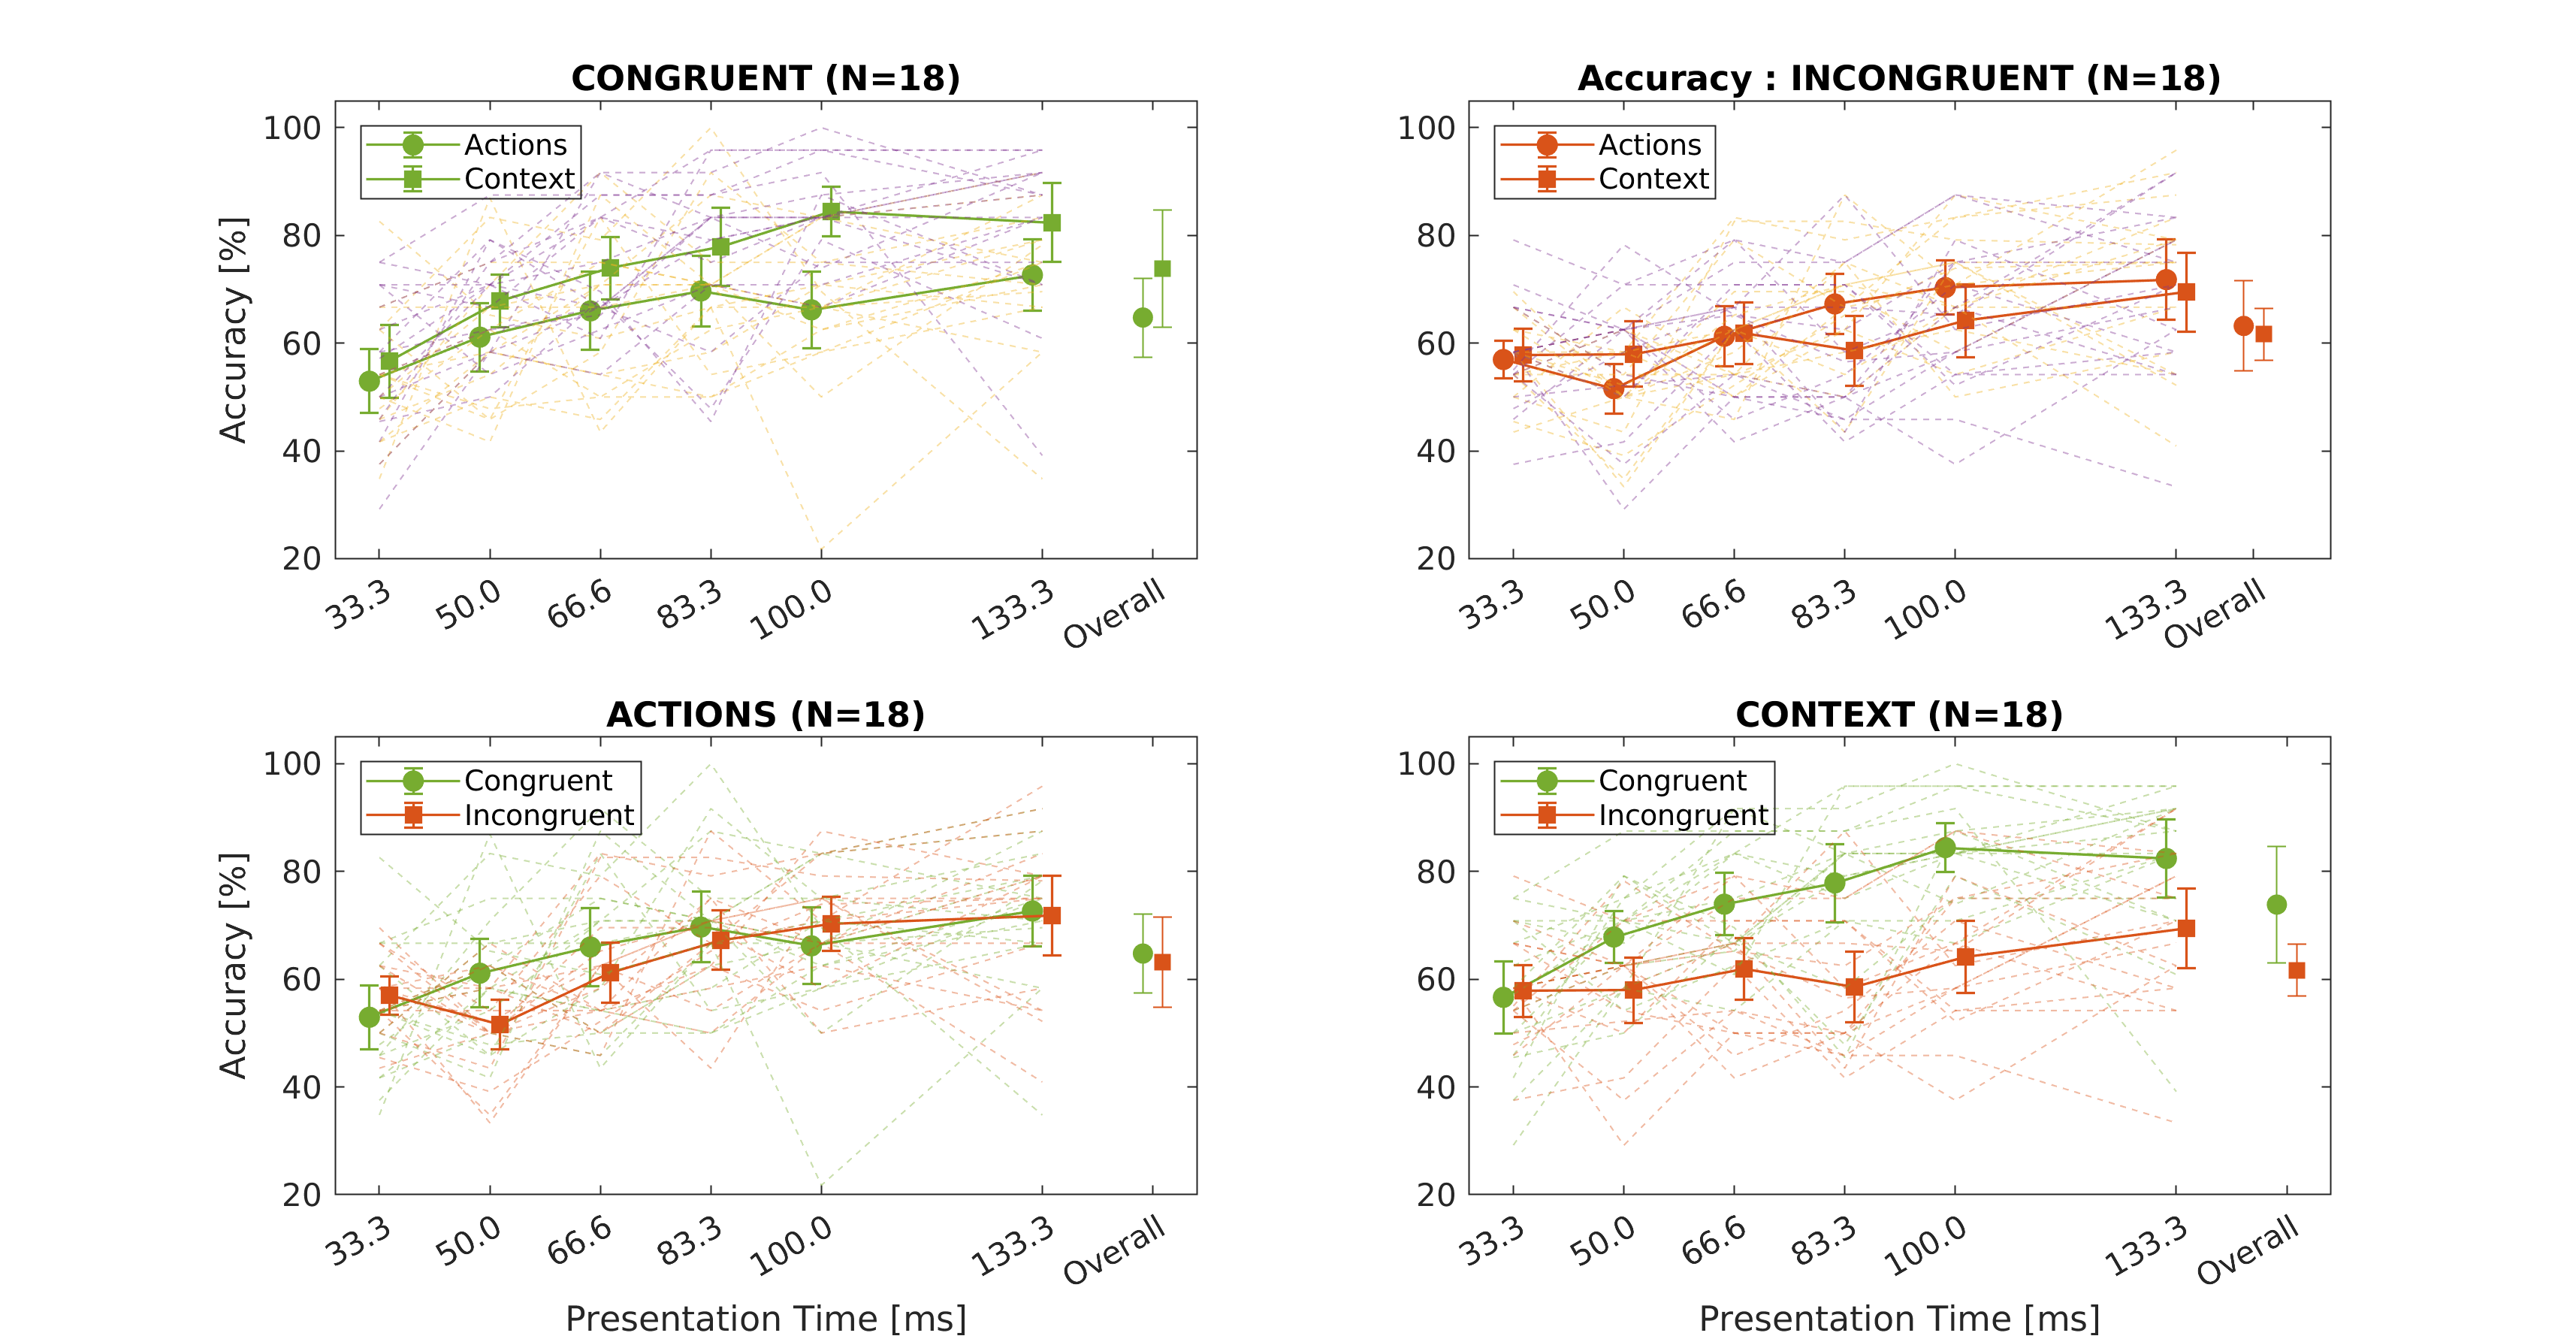 CONGRUENT (N=18)
Accuracy [%]
100
80
60
40
20
Actions
Context
33.3
50.0
66.6
83.3
100.0
133.3
Overall
Accuracy : INCONGRUENT (N=18)
100
80
60
40
20
Actions
Context
33.3
50.0
66.6
83.3
100.0
133.3
Overall
ACTIONS (N=18)
Accuracy [%]
100
80
60
40
20
Congruent
Incongruent
33.3
50.0
66.6
83.3
100.0
133.3
Overall
Presentation Time [ms]
CONTEXT (N=18)
100
80
60
40
20
Congruent
Incongruent
33.3
50.0
66.6
83.3
100.0
133.3
Overall
Presentation Time [ms]